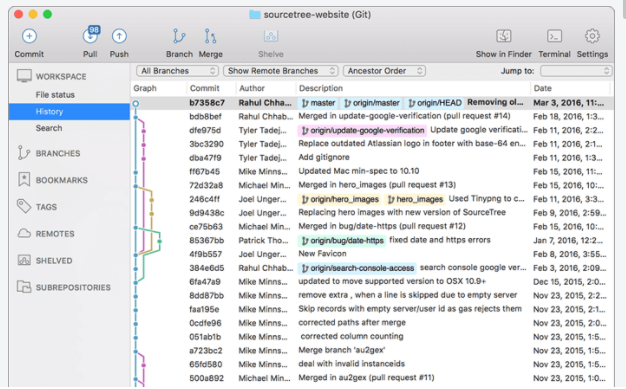 sourcetree-website (Git)
98
Commit Pull Push Branch Merge Shelve Show in Finder Terminal Settings
All Branches Show Remote Branches Ancestor Order Jump to:
WORKSPACE
File status
History
Search
BRANCHES
BOOKMARKS
TAGS
REMOTES
SHELVED
SUBREPOSITORIES
Graph Commit Author Description Date
b7358c7 Rahul Chha... master origin/master origin/HEAD Removing ol... Mar 3, 2016, 11:...
bdb8bef Rahul Chhab... Merged in update-google-verification (pull request #14) Feb 18, 2016, 1:3...
dfe975d Tyler Tadej... origin/update-google-verification Update google verificati... Feb 11, 2016, 2:2...
3bc3290 Tyler Tadej... Replace outdated Atlassian logo in footer with base-64 en... Feb 11, 2016, 2:1...
dba47f9 Tyler Tadej... Add gitignore Feb 11, 2016, 1:3...
ff67b45 Mike Minns... Updated Mac min-spec to 10.10 Feb 15, 2016, 11:...
72d32a8 Michael Min... Merged in hero_images (pull request #13) Feb 15, 2016, 10:...
246c4ff Joel Unger... origin/hero_images hero_images Used Tinypng to c... Feb 11, 2016, 3:3...
9d9438c Joel Unger... Replacing hero images with new version of SourceTree Feb 9, 2016, 2:59...
ce75b63 Michael Min... Merged in bug/date-https (pull request #12) Feb 15, 2016, 10:...
85367bb Patrick Tho... origin/bug/date-https fixed date and https errors Jan 7, 2016, 12:2...
4f9b557 Joel Unger... New Favicon Feb 8, 2016, 3:55...
384e6d5 Rahul Chhab... origin/search-console-access search console google ver... Feb 3, 2016, 2:09...
6fa47a9 Mike Minns... updated to move supported version to OSX 10.9+ Dec 15, 2015, 2:0...
8dd87bb Mike Minns... remove extra , when a line is skipped due to empty server Nov 23, 2015, 2:2...
faa195e Mike Minns... Skip records with empty server/user id as gas rejects them Nov 23, 2015, 2:1...
0cdfe96 Mike Minns... corrected paths after merge Nov 23, 2015, 2:0...
051ab1b Mike Minns... corrected column counting Nov 23, 2015, 1:5...
a723bc2 Mike Minns... Merge branch 'au2gex' Nov 23, 2015, 1:5...
65fd580 Mike Minns... deal with invalid instanceids Nov 23, 2015, 1:5...
500a892 Michael Min... Merged in au2gex (pull request #11) Nov 23, 2015, 1:0...